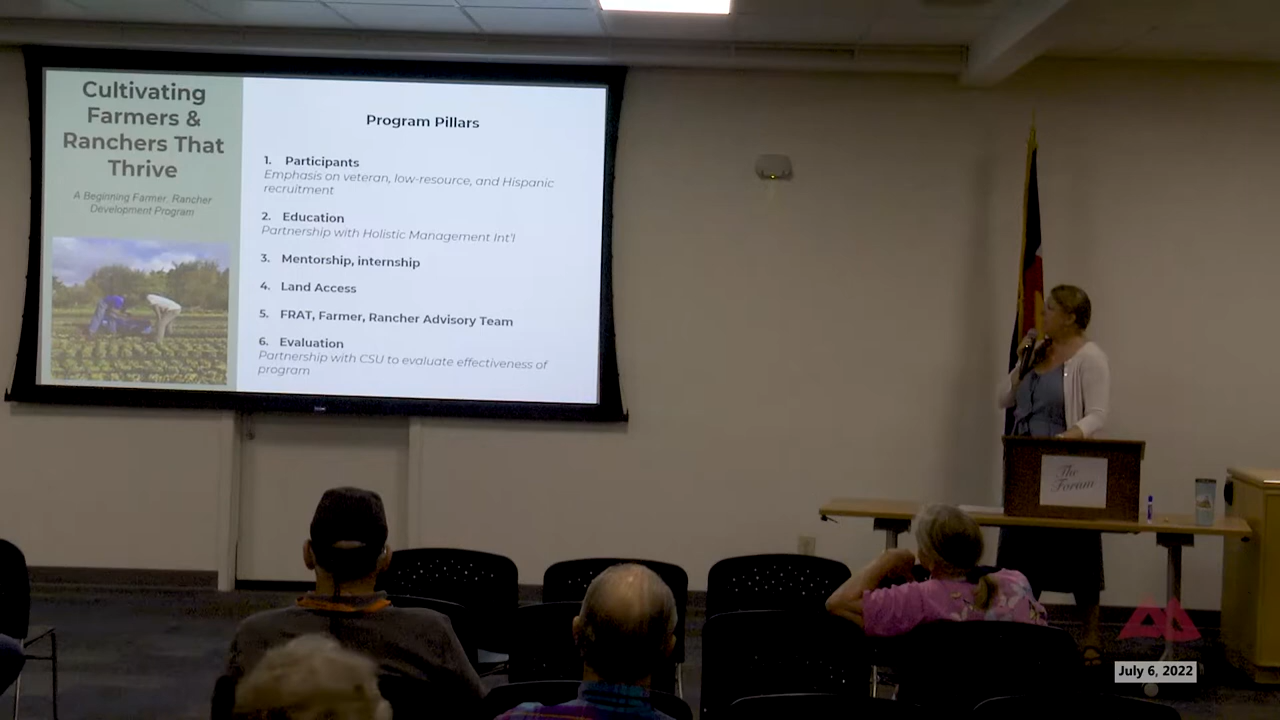 Cultivating
Farmers &
Ranchers That
Thrive
A Beginning Farmer, Rancher
Development Program
Program Pillars
1. Participants
Emphasis on veteran, low-resource, and Hispanic
recruitment
2. Education
Partnership with Holistic Management Int'l
3. Mentorship, internship
4. Land Access
5. FRAT, Farmer, Rancher Advisory Team
6. Evaluation
Partnership with CSU to evaluate effectiveness of
program
The
Forum
July 6, 2022